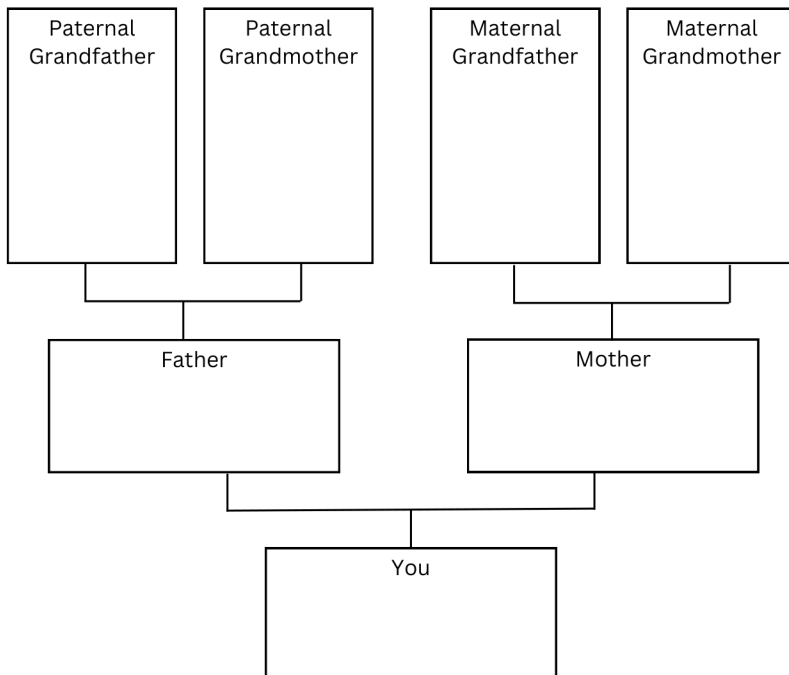 Paternal
Grandfather
Paternal
Grandmother
Maternal
Grandfather
Maternal
Grandmother
Father
Mother
You